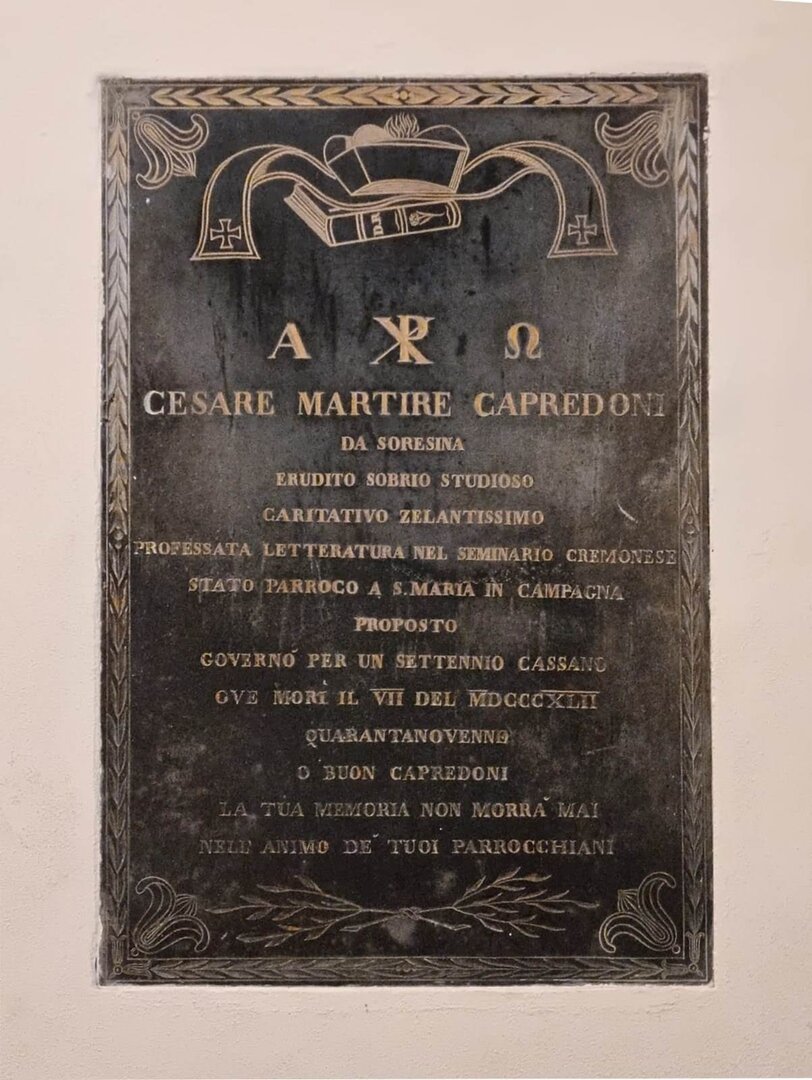 Α ☧ Ω
CESARE MARTIRE CAPREDONI
DA SORESINA
ERUDITO SOBRIO STUDIOSO
CARITATIVO ZELANTISSIMO
PROFESSATA LETTERATURA NEL SEMINARIO CREMONESE
STATO PARROCO A S. MARIA IN CAMPAGNA
PROPOSTO
GOVERNÓ PER UN SETTENNIO CASSANO
OVE MORÌ IL VII DEL MDCCCXLII
QUARANTANOVENNE
O BUON CAPREDONI
LA TUA MEMORIA NON MORRÀ MAI
NELL'ANIMO DE' TUOI PARROCCHIANI